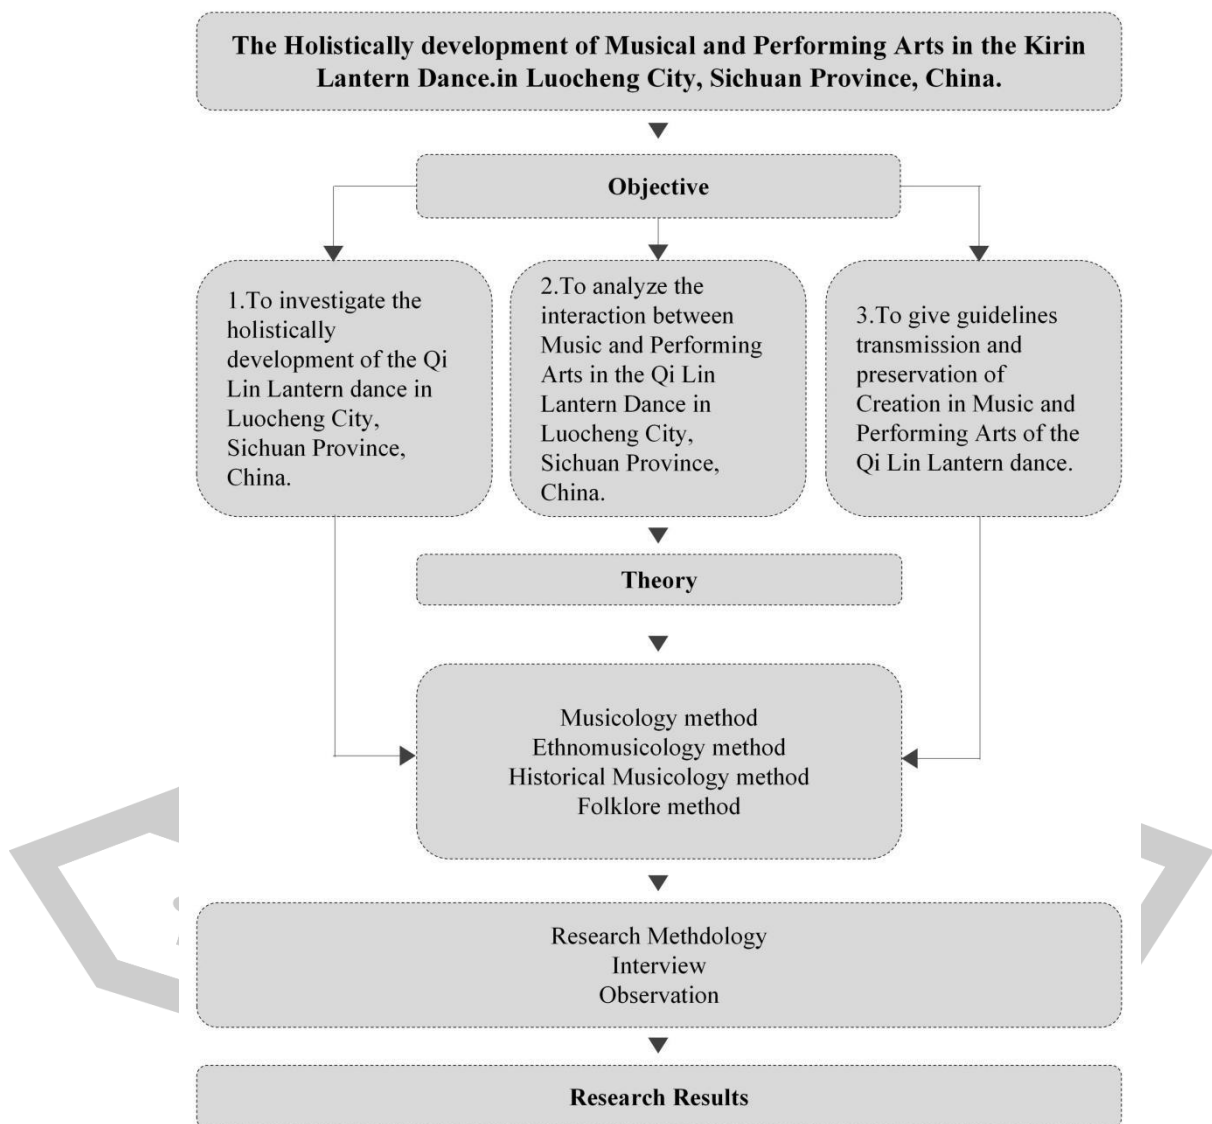 The Holistically development of Musical and Performing Arts in the Kirin
Lantern Dance.in Luocheng City, Sichuan Province, China.
Objective
1.To investigate the
holistically
development of the Qi
Lin Lantern dance in
Luocheng City,
Sichuan Province,
China.
2.To analyze the
interaction between
Music and Performing
Arts in the Qi Lin
Lantern Dance in
Luocheng City,
Sichuan Province,
China.
3.To give guidelines
transmission and
preservation of
Creation in Music and
Performing Arts of the
Qi Lin Lantern dance.
Theory
Musicology method
Ethnomusicology method
Historical Musicology method
Folklore method
Research Methdology
Interview
Observation
Research Results